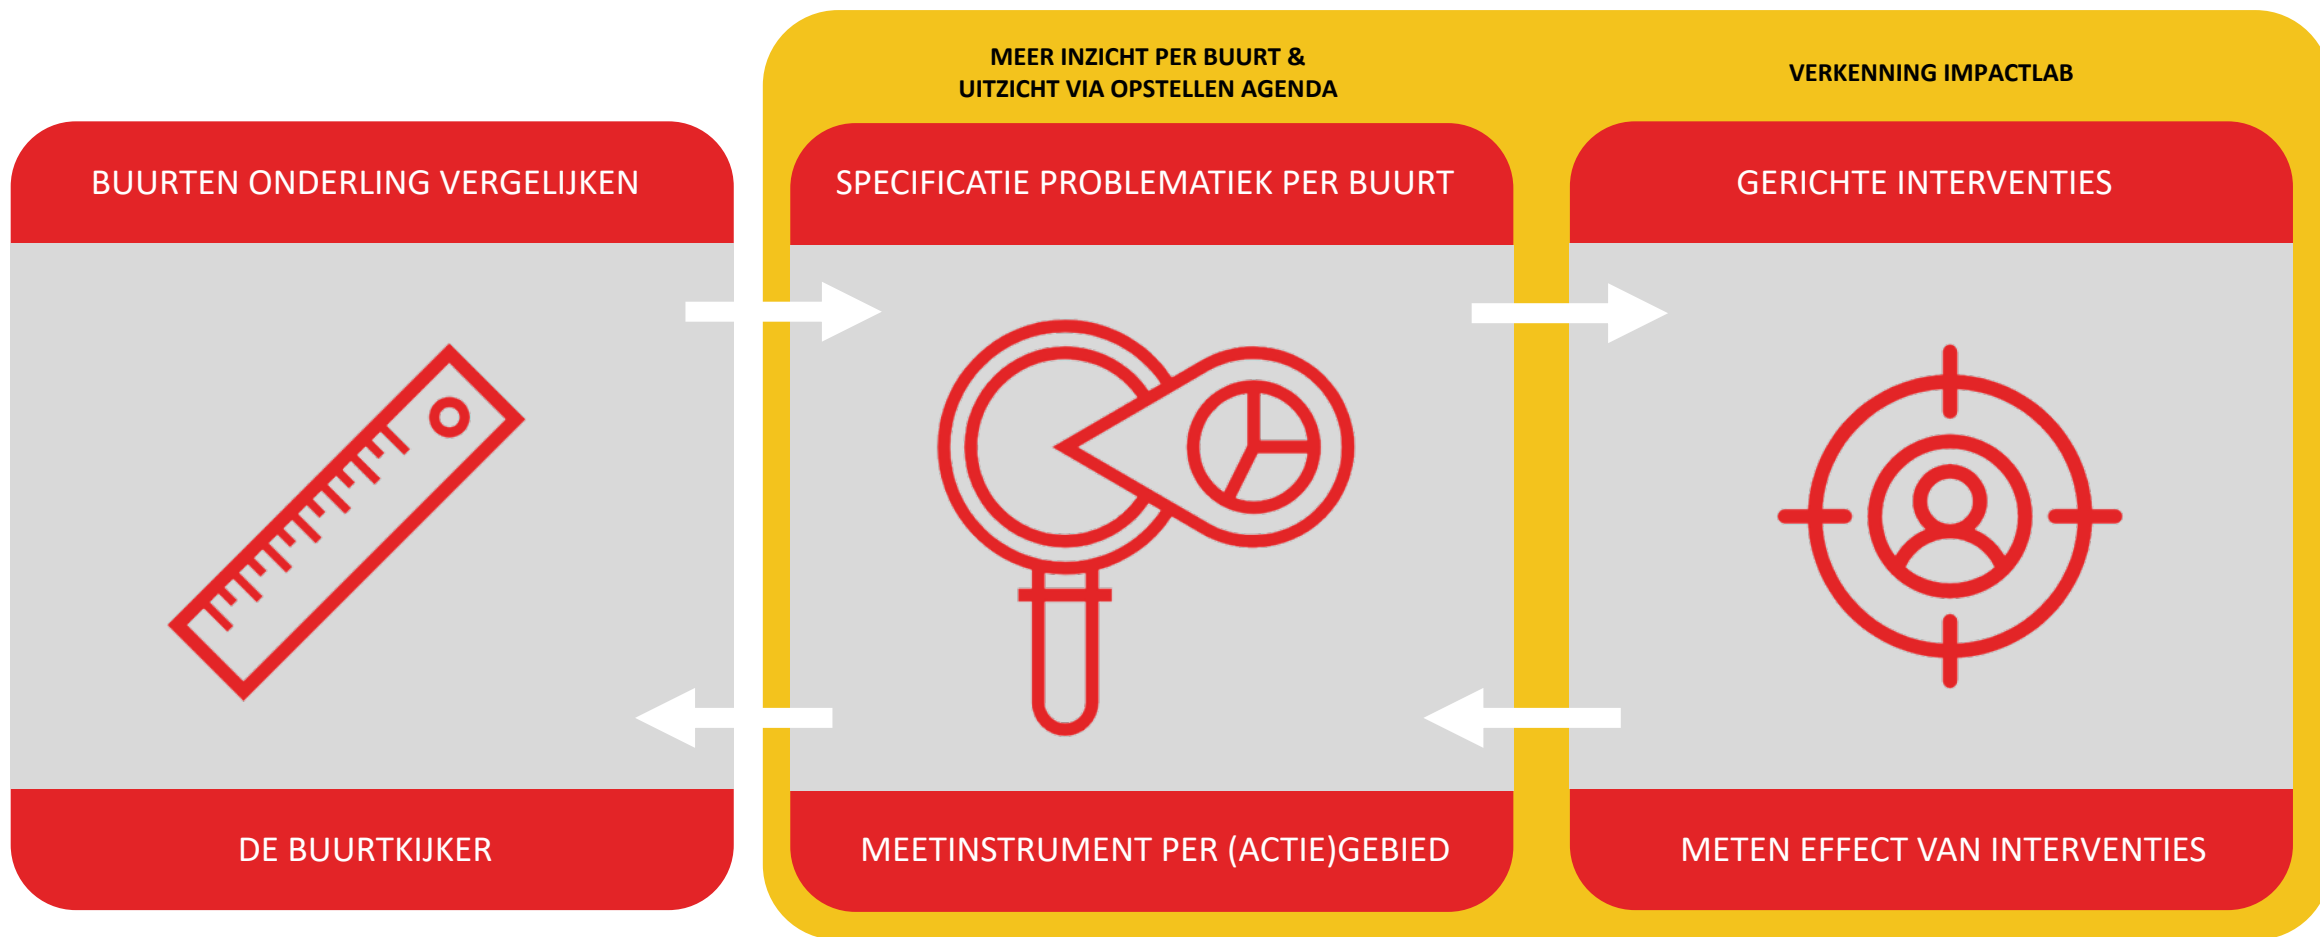 MEER INZICHT PER BUURT &
UITZICHT VIA OPSTELLEN AGENDA
VERKENNING IMPACTLAB
BUURTEN ONDERLING VERGELIJKEN
SPECIFICATIE PROBLEMATIEK PER BUURT
GERICHTE INTERVENTIES
DE BUURTKIJKER
MEETINSTRUMENT PER (ACTIE)GEBIED
METEN EFFECT VAN INTERVENTIES